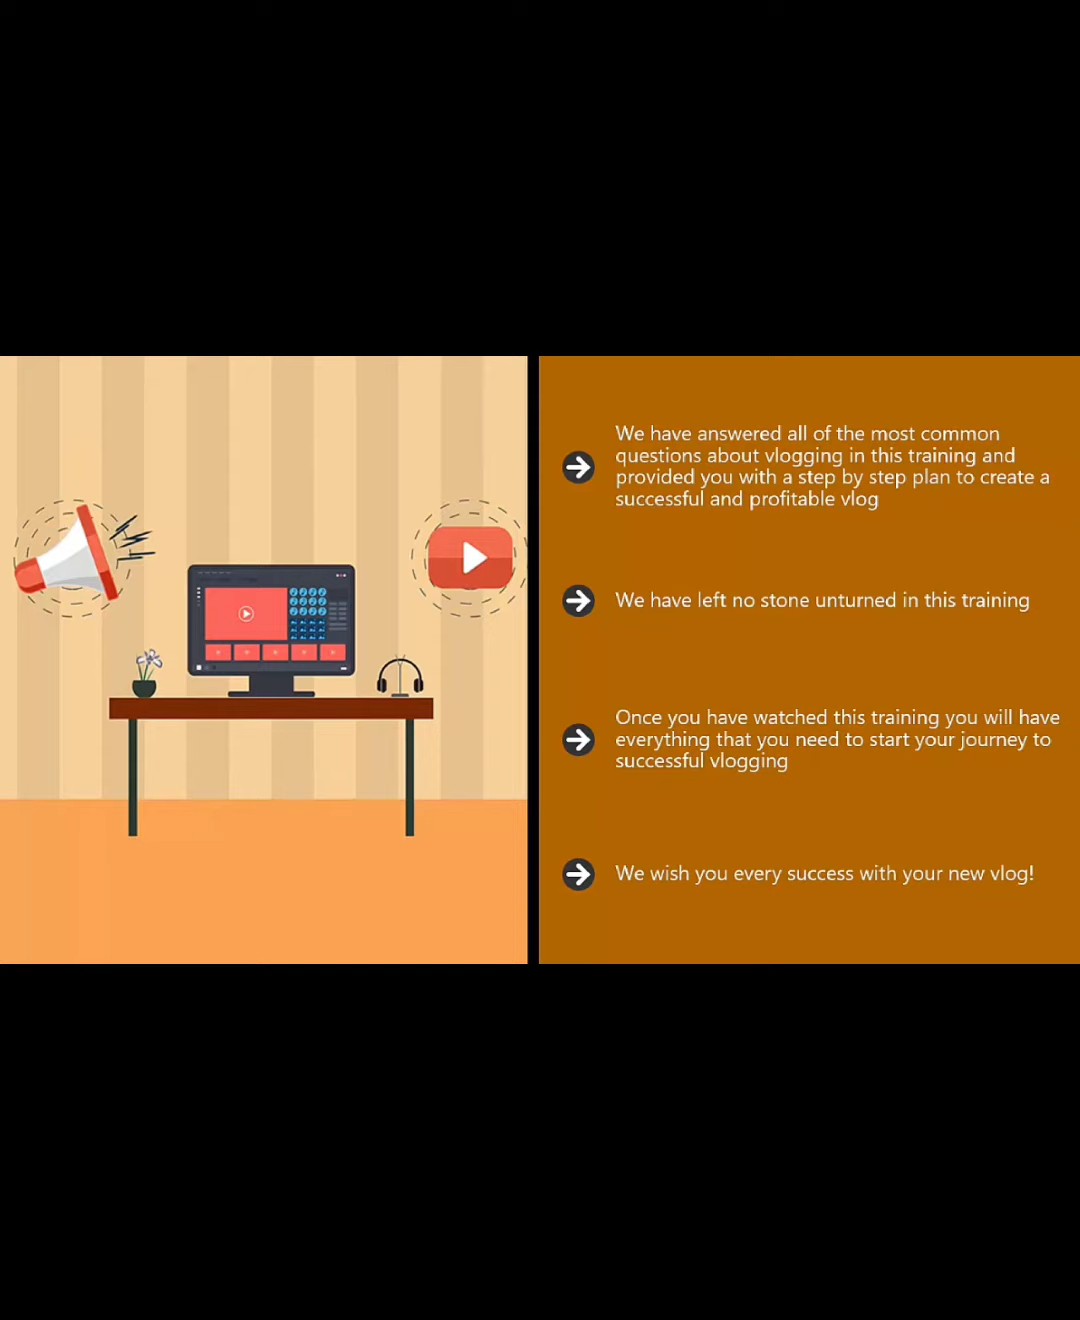 We have answered all of the most common
questions about vlogging in this training and
provided you with a step by step plan to create a
successful and profitable vlog
We have left no stone unturned in this training
Once you have watched this training you will have
everything that you need to start your journey to
successful vlogging
We wish you every success with your new vlog!